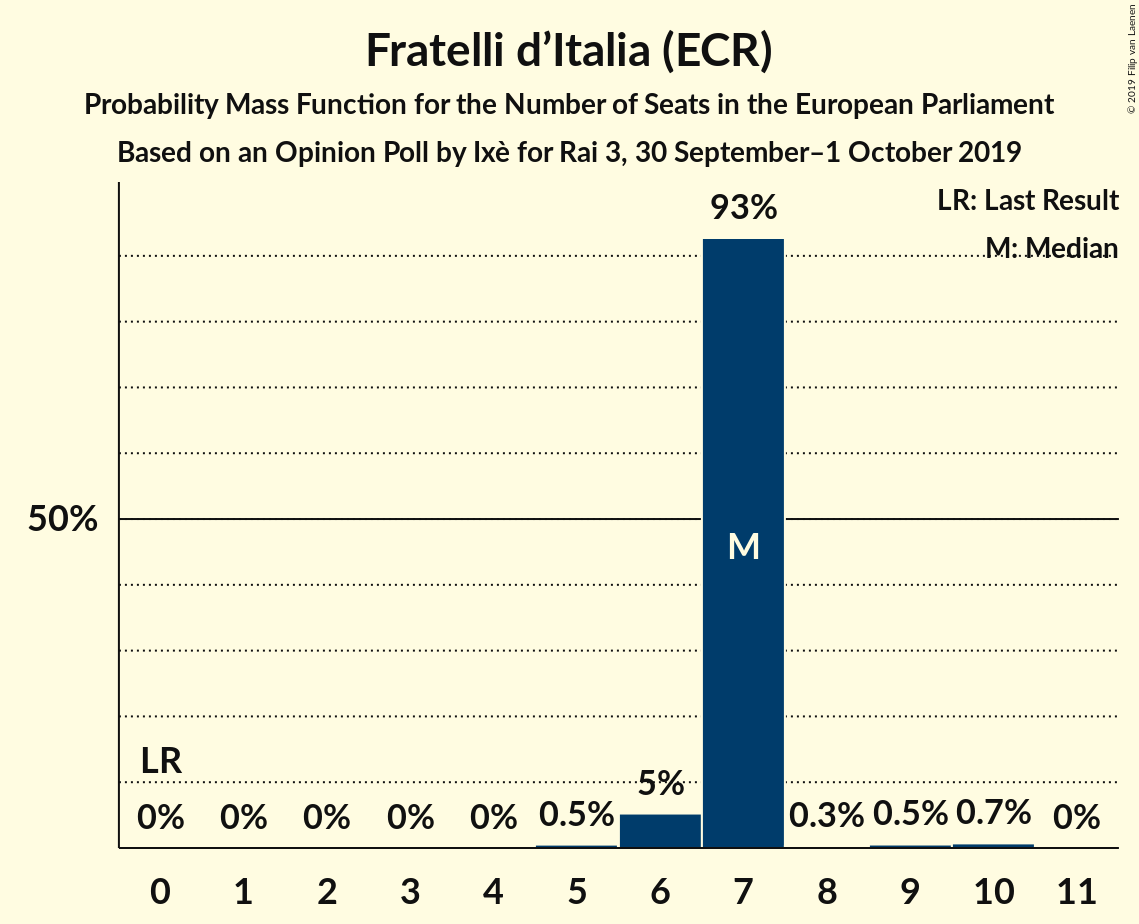 Fratelli d’Italia (ECR)
Probability Mass Function for the Number of Seats in the European Parliament
Based on an Opinion Poll by Ixè for Rai 3, 30 September–1 October 2019
© 2019 Filip van Laenen
LR: Last Result
M: Median
93%
50%
M
LR
0% 0% 0% 0% 0% 0.5% 5% 0.3% 0.5% 0.7% 0%
0 1 2 3 4 5 6 7 8 9 10 11